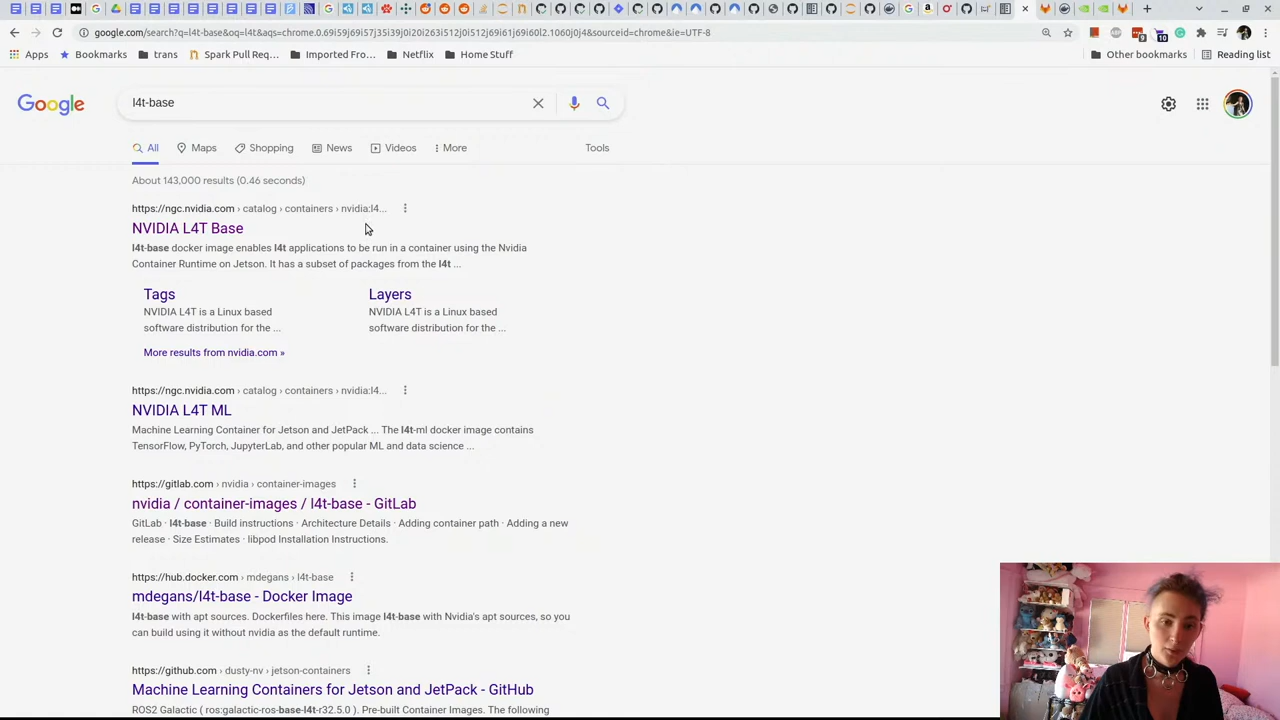 google.com/search?q=l4t-base&oq=l4t&aqs=chrome.0.69i59j69i57j35i39j0i20i263j512j0i512j69i61j69i60l2.1060j0j4&sourceid=chrome&ie=UTF-8
Apps
Bookmarks
trans
Spark Pull Req...
Imported Fro...
Netflix
Home Stuff
Other bookmarks
Reading list
Google
l4t-base
All
Maps
Shopping
News
Videos
More
Tools
About 143,000 results (0.46 seconds)
https://ngc.nvidia.com › catalog › containers › nvidia:l4...
NVIDIA L4T Base
l4t-base docker image enables l4t applications to be run in a container using the Nvidia
Container Runtime on Jetson. It has a subset of packages from the l4t ...
Tags
NVIDIA L4T is a Linux based
software distribution for the ...
Layers
NVIDIA L4T is a Linux based
software distribution for the ...
More results from nvidia.com »
https://ngc.nvidia.com › catalog › containers › nvidia:l4...
NVIDIA L4T ML
Machine Learning Container for Jetson and JetPack ... The l4t-ml docker image contains
TensorFlow, PyTorch, JupyterLab, and other popular ML and data science ...
https://gitlab.com › nvidia › container-images
nvidia / container-images / l4t-base - GitLab
GitLab · l4t-base · Build instructions · Architecture Details · Adding container path · Adding a new
release · Size Estimates · libpod Installation Instructions.
https://hub.docker.com › mdegans › l4t-base
mdegans/l4t-base - Docker Image
l4t-base with apt sources. Dockerfiles here. This image l4t-base with Nvidia's apt sources, so you
can build using it without nvidia as the default runtime.
https://github.com › dusty-nv › jetson-containers
Machine Learning Containers for Jetson and JetPack - GitHub
ROS2 Galactic ( ros:galactic-ros-base-l4t-r32.5.0 ). Pre-built Container Images. The following